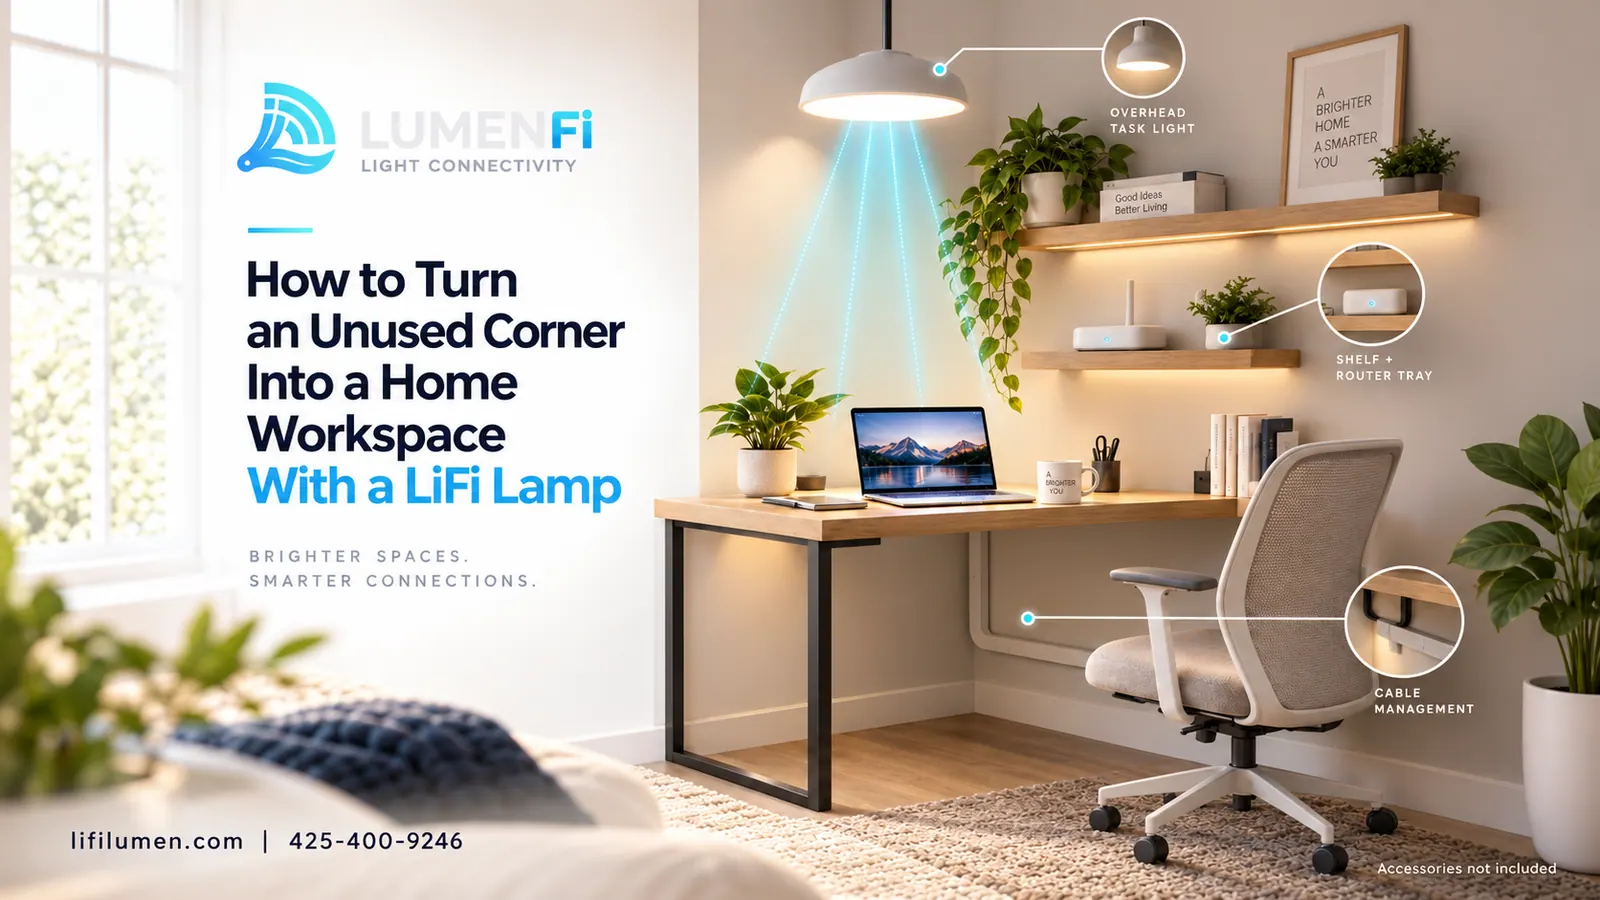 LUMENFi
LIGHT CONNECTIVITY
How to Turn
an Unused Corner
Into a Home
Workspace
With a LiFi Lamp
BRIGHTER SPACES.
SMARTER CONNECTIONS.
lifilumen.com | 425-400-9246
OVERHEAD
TASK LIGHT
A
BRIGHTER
HOME
A SMARTER
YOU
Good Ideas
Better Living
SHELF +
ROUTER TRAY
A
BRIGHTER
YOU
CABLE
MANAGEMENT
Accessories not included